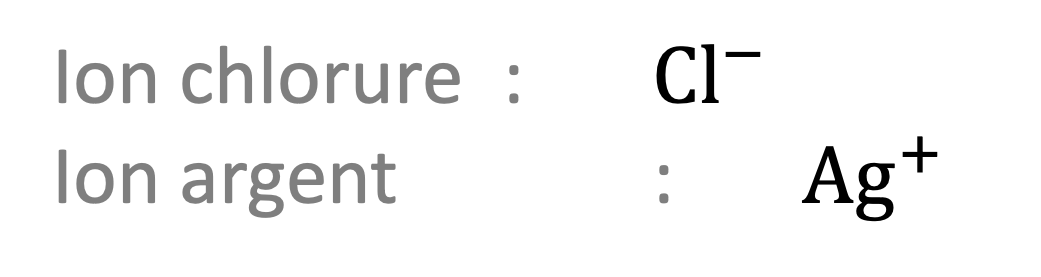 Ion chlorure : Cl⁻
Ion argent : Ag⁺